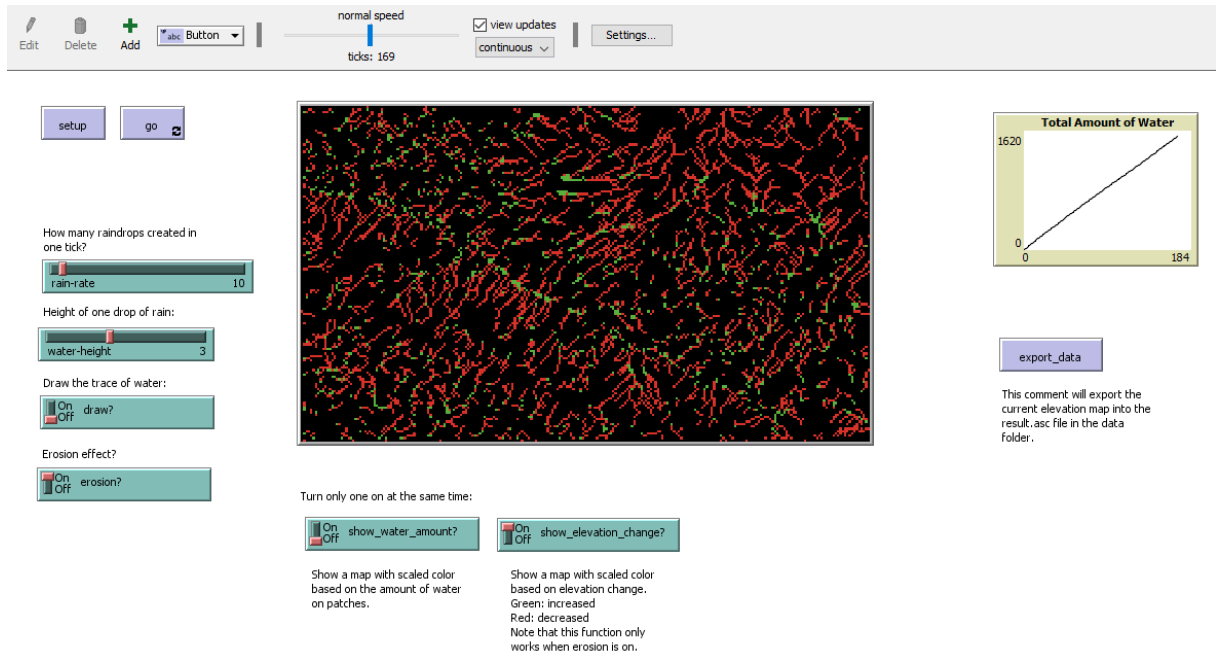 Edit
Delete
Add
abc Button
normal speed
ticks: 169
view updates
continuous
Settings...
setup
go
How many raindrops created in
one tick?
rain-rate 10
Height of one drop of rain:
water-height 3
Draw the trace of water:
On
Off
draw?
Erosion effect?
On
Off
erosion?
Turn only one on at the same time:
On
Off
show_water_amount?
Show a map with scaled color
based on the amount of water
on patches.
On
Off
show_elevation_change?
Show a map with scaled color
based on elevation change.
Green: increased
Red: decreased
Note that this function only
works when erosion is on.
Total Amount of Water
1620
0
0 184
export_data
This comment will export the
current elevation map into the
result.asc file in the data
folder.